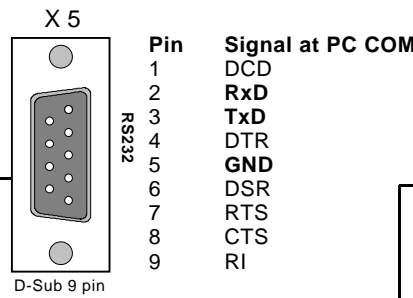 X 5
Pin Signal at PC COM
1 DCD
2 RxD
3 TxD
4 DTR
5 GND
6 DSR
7 RTS
8 CTS
9 RI
RS232
D-Sub 9 pin